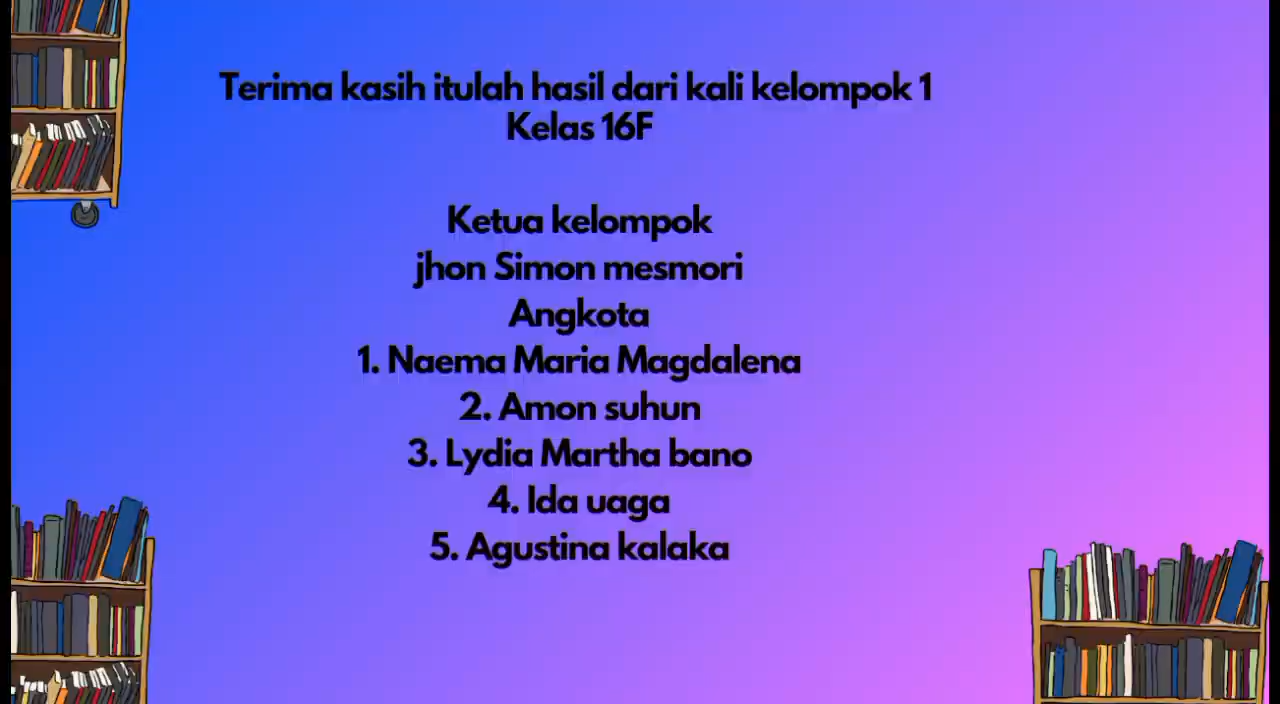 Terima kasih itulah hasil dari kali kelompok 1
Kelas 16F
Ketua kelompok
jhon Simon mesmori
Angkota
1. Naema Maria Magdalena
2. Amon suhun
3. Lydia Martha bano
4. Ida uaga
5. Agustina kalaka